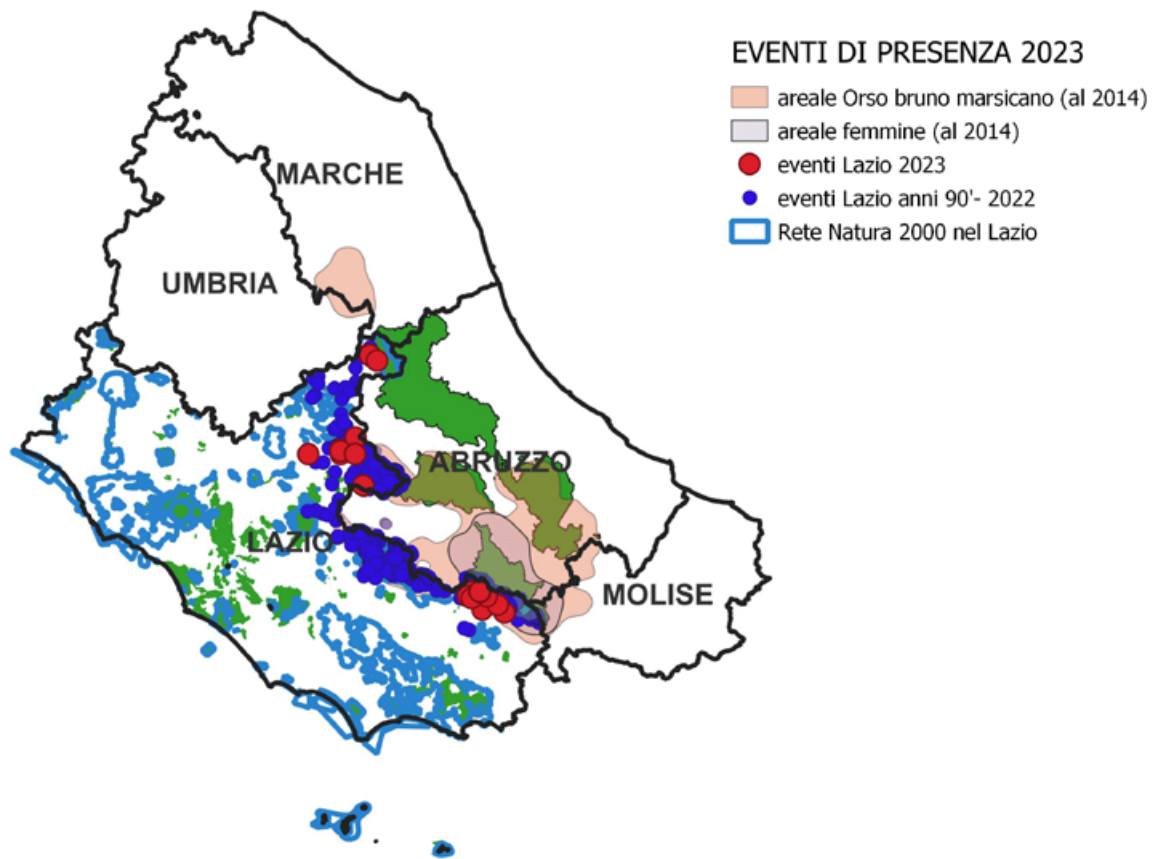 EVENTI DI PRESENZA 2023
areale Orso bruno marsicano (al 2014)
areale femmine (al 2014)
eventi Lazio 2023
eventi Lazio anni 90'- 2022
Rete Natura 2000 nel Lazio
MARCHE
UMBRIA
ABRUZZO
LAZIO
MOLISE